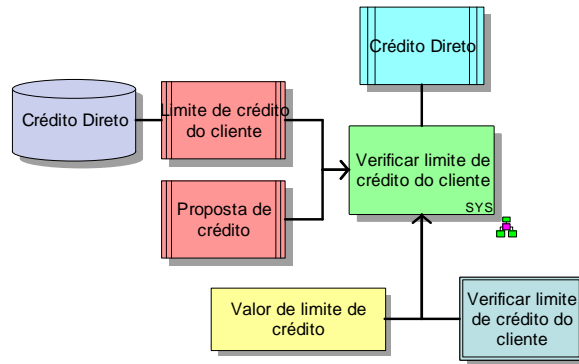 Crédito Direto
Crédito Direto
Limite de crédito
do cliente
Verificar limite de
crédito do cliente
SYS
Proposta de
crédito
Valor de limite de
crédito
Verificar limite
de crédito do
cliente